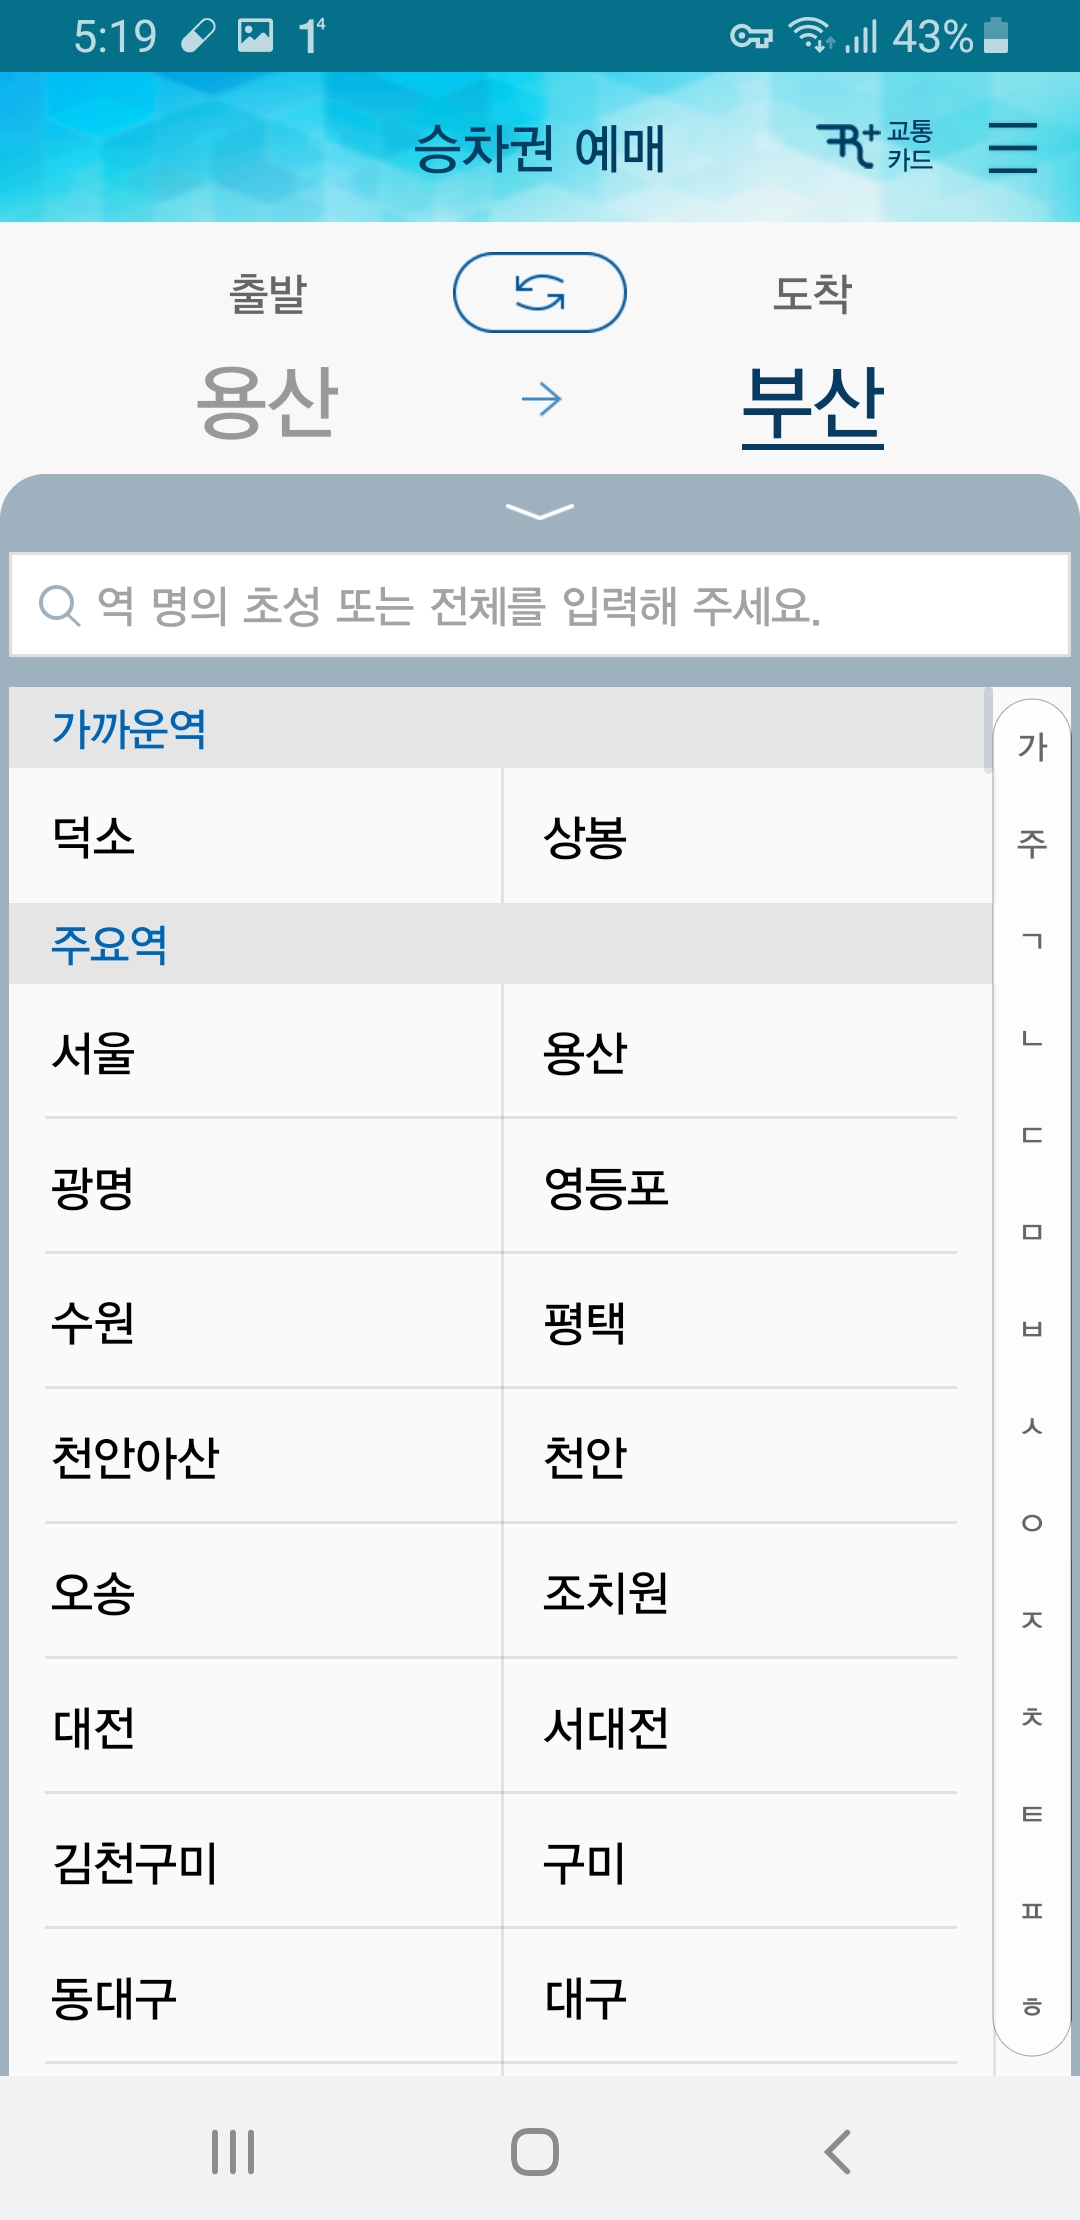 5:19 1⁴ 43%
승차권 예매 R+ 교통 카드
출발 도착
용산 → 부산
역 명의 초성 또는 전체를 입력해 주세요.
가까운역
덕소 상봉
주요역
서울 용산
광명 영등포
수원 평택
천안아산 천안
오송 조치원
대전 서대전
김천구미 구미
동대구 대구
가
주
ㄱ
ㄴ
ㄷ
ㅁ
ㅂ
ㅅ
ㅇ
ㅈ
ㅊ
ㅌ
ㅍ
ㅎ